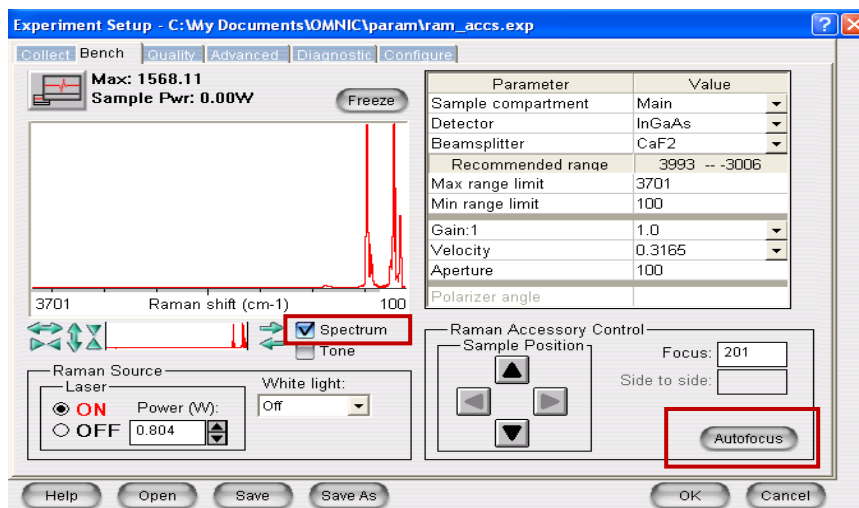 Experiment Setup - C:\My Documents\OMNIC\param\ram_accs.exp
Collect Bench Quality Advanced Diagnostic Configure
Max: 1568.11
Sample Pwr: 0.00W
Freeze
3701 Raman shift (cm-1) 100
Spectrum
Tone
Raman Source
Laser
ON
OFF
Power (W):
0.804
White light:
Off
Parameter Value
Sample compartment Main
Detector InGaAs
Beamsplitter CaF2
Recommended range 3993 -- -3006
Max range limit 3701
Min range limit 100
Gain:1 1.0
Velocity 0.3165
Aperture 100
Polarizer angle
Raman Accessory Control
Sample Position
Focus: 201
Side to side:
Autofocus
Help Open Save Save As OK Cancel